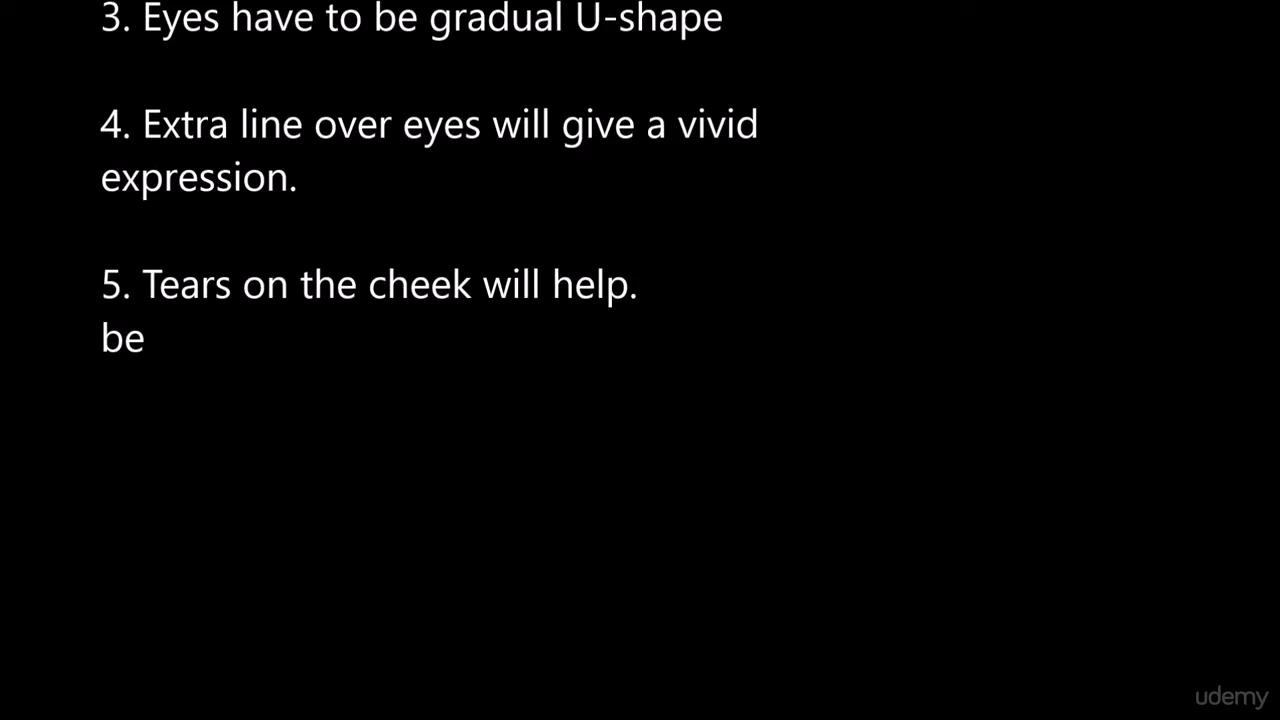 3. Eyes have to be gradual U-shape
4. Extra line over eyes will give a vivid
expression.
5. Tears on the cheek will help.
be
udemy